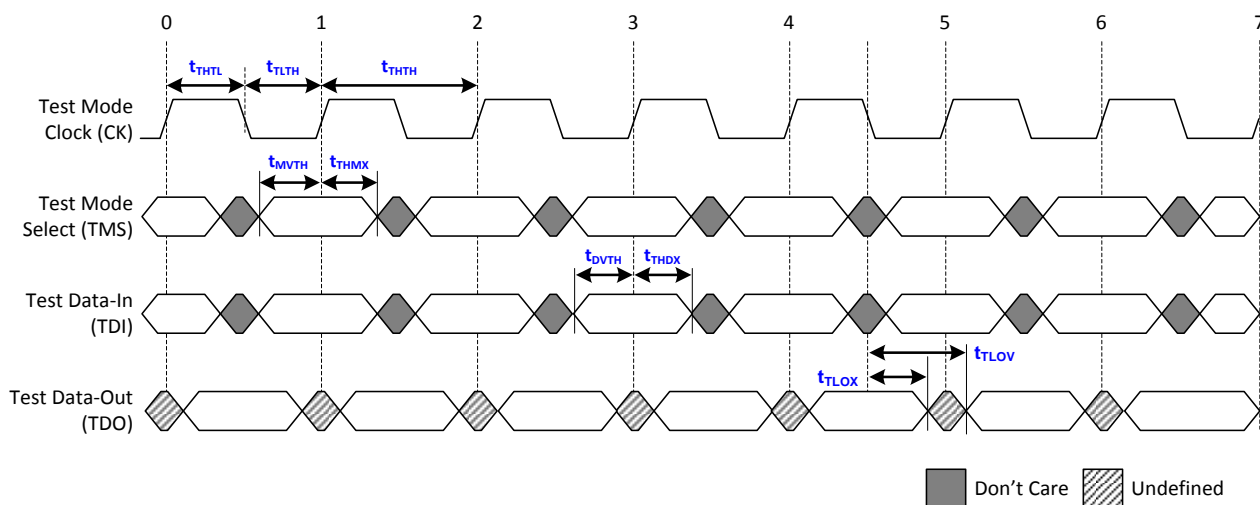 0 1 2 3 4 5 6 7
tTHTL tTLTH tTHTH
Test Mode
Clock (CK)
tMVTH tTHMX
Test Mode
Select (TMS)
tDVTH tTHDX
Test Data-In
(TDI)
tTLOV
tTLOX
Test Data-Out
(TDO)
Don't Care Undefined